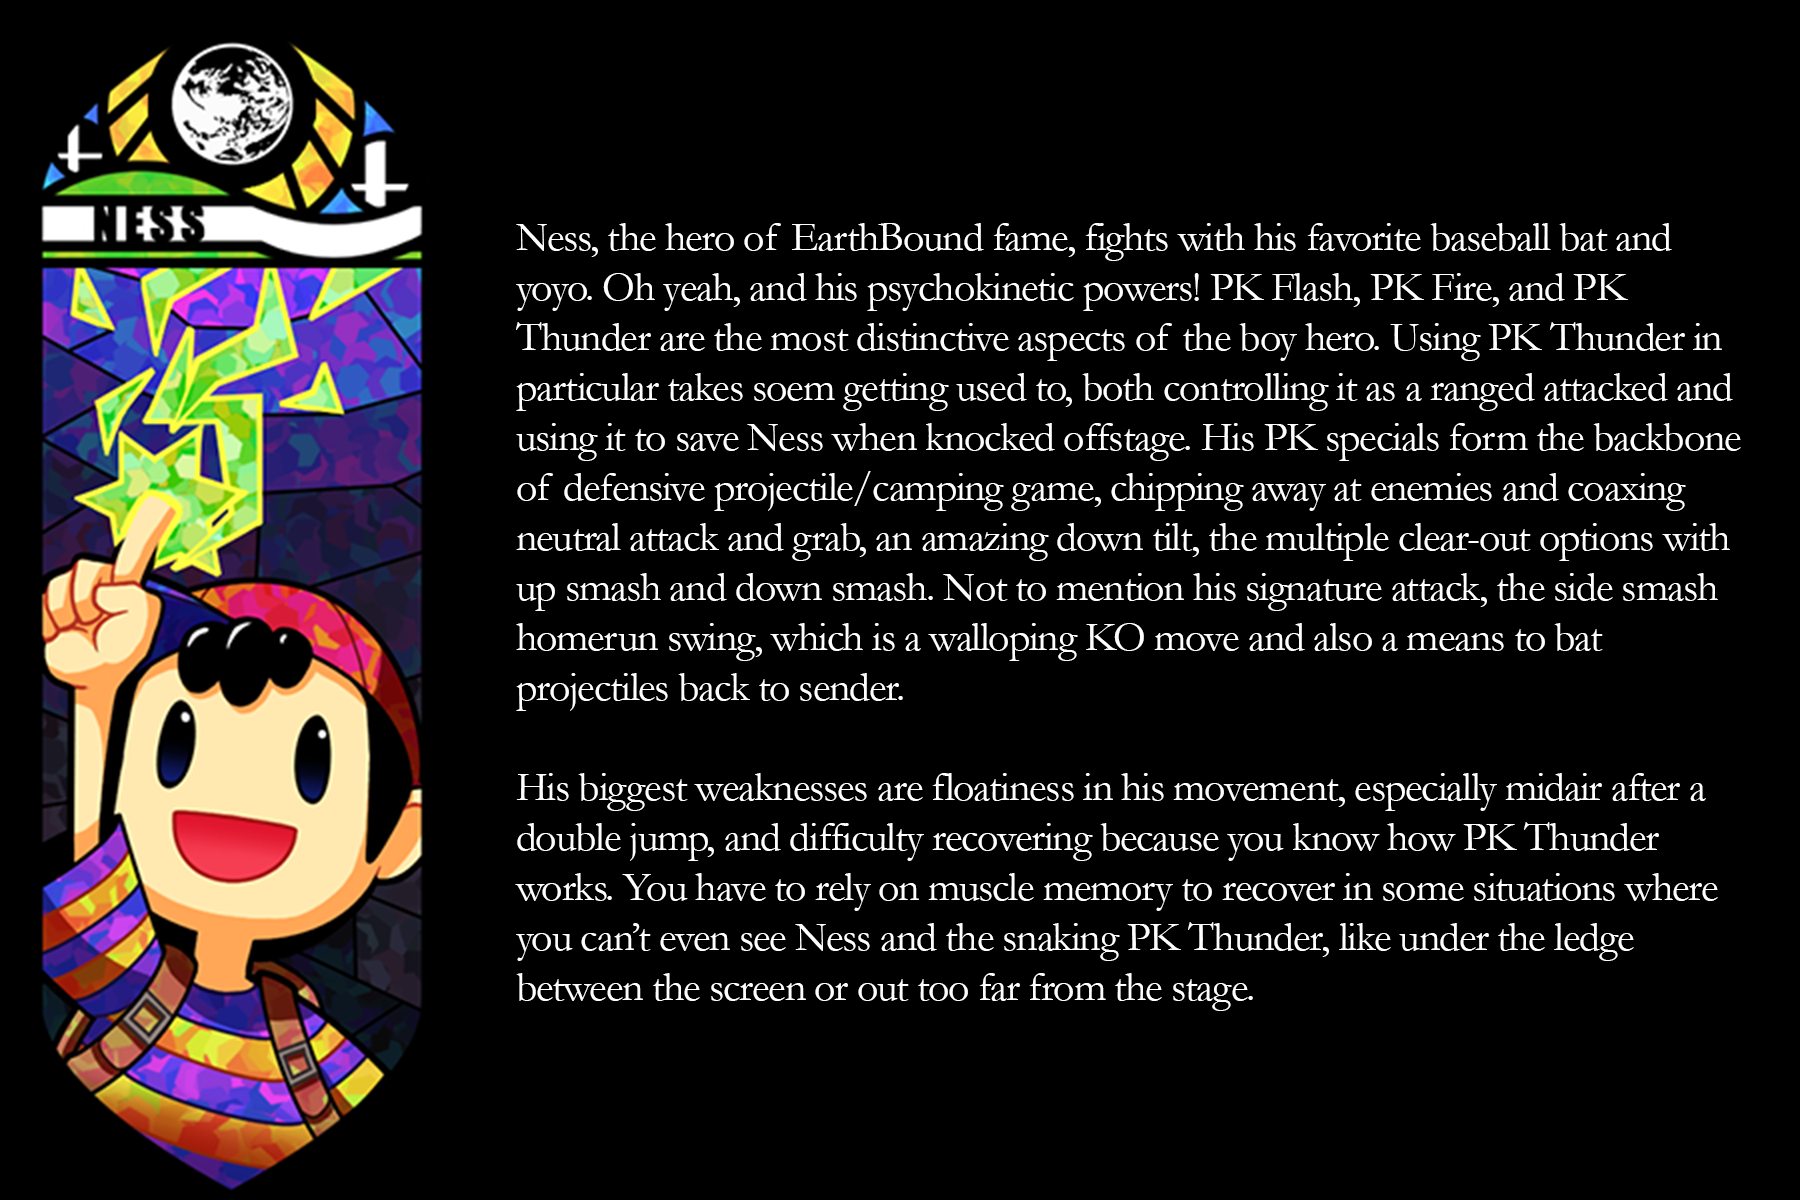 NESS
Ness, the hero of EarthBound fame, fights with his favorite baseball bat and
yoyo. Oh yeah, and his psychokinetic powers! PK Flash, PK Fire, and PK
Thunder are the most distinctive aspects of the boy hero. Using PK Thunder in
particular takes soem getting used to, both controlling it as a ranged attacked and
using it to save Ness when knocked offstage. His PK specials form the backbone
of defensive projectile/camping game, chipping away at enemies and coaxing
neutral attack and grab, an amazing down tilt, the multiple clear-out options with
up smash and down smash. Not to mention his signature attack, the side smash
homerun swing, which is a walloping KO move and also a means to bat
projectiles back to sender.
His biggest weaknesses are floatiness in his movement, especially midair after a
double jump, and difficulty recovering because you know how PK Thunder
works. You have to rely on muscle memory to recover in some situations where
you can’t even see Ness and the snaking PK Thunder, like under the ledge
between the screen or out too far from the stage.